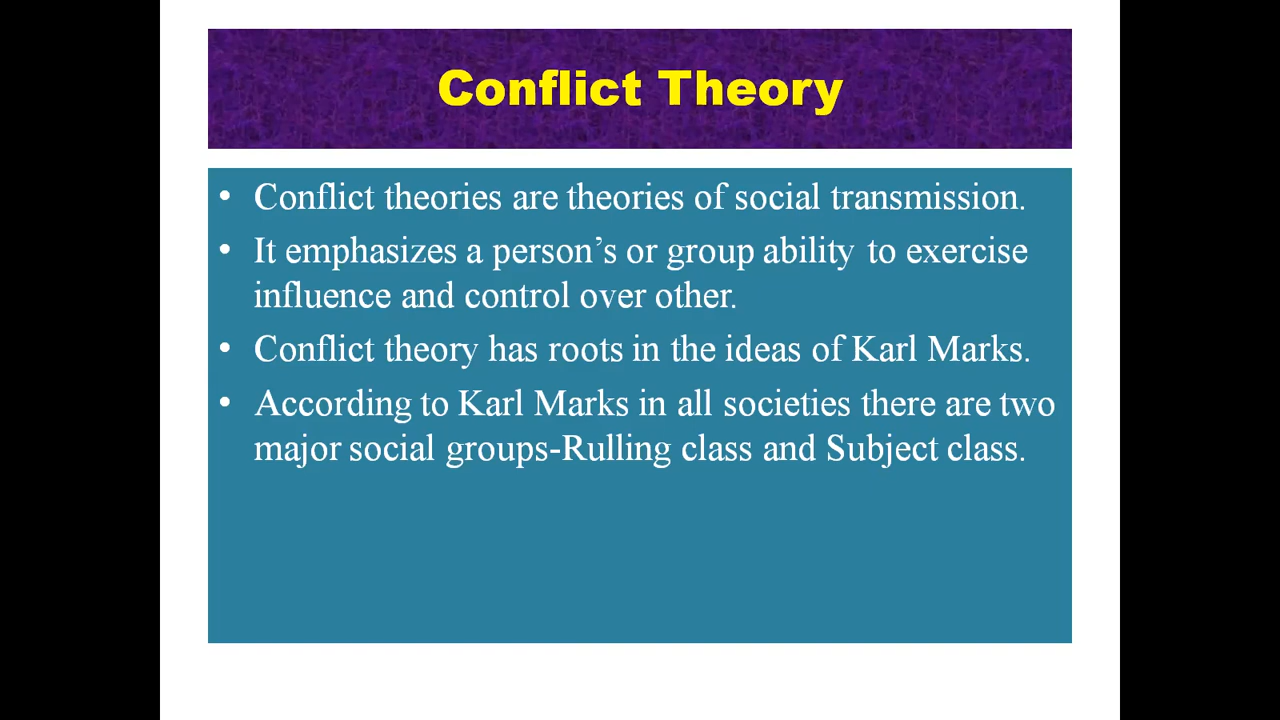 Conflict Theory
• Conflict theories are theories of social transmission.
• It emphasizes a person’s or group ability to exercise
influence and control over other.
• Conflict theory has roots in the ideas of Karl Marks.
• According to Karl Marks in all societies there are two
major social groups-Rulling class and Subject class.